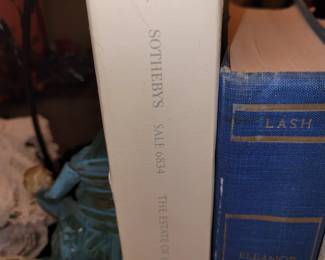 SOTHEBYS SALE 6834 THE ESTATE OF
LASH
ELEANOR